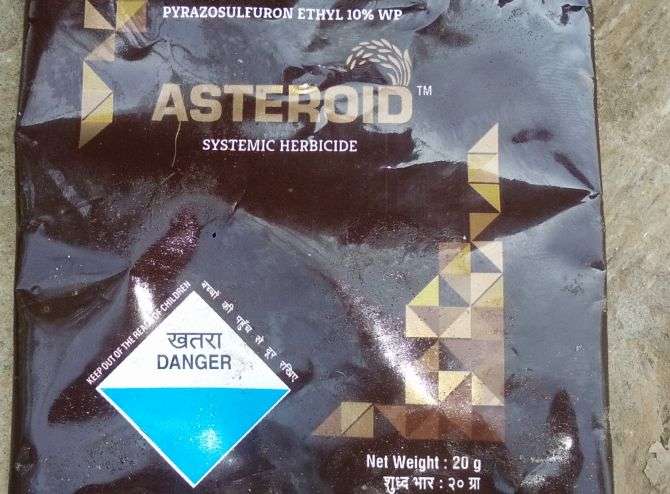 PYRAZOSULFURON ETHYL 10% WP
ASTEROID™
SYSTEMIC HERBICIDE
KEEP OUT OF THE REACH OF CHILDREN
बच्चों की पहुँच से दूर रखिए
खतरा
DANGER
Net Weight : 20 g
शुध्द भार : २० ग्रा